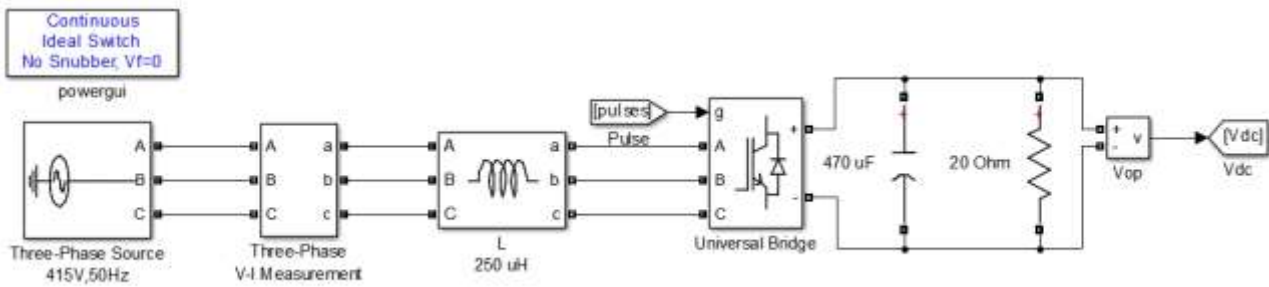 Continuous
Ideal Switch
No Snubber, Vf=0
powergui
[pulses]
Pulse
g
A
B
C
A
B
C
a
b
c
A
B
C
a
b
c
A
B
C
+
-
470 uF
+
20 Ohm
+
+
-
v
Vop
[Vdc]
Vdc
Three-Phase Source
415V,50Hz
Three-Phase
V-I Measurement
L
250 uH
Universal Bridge